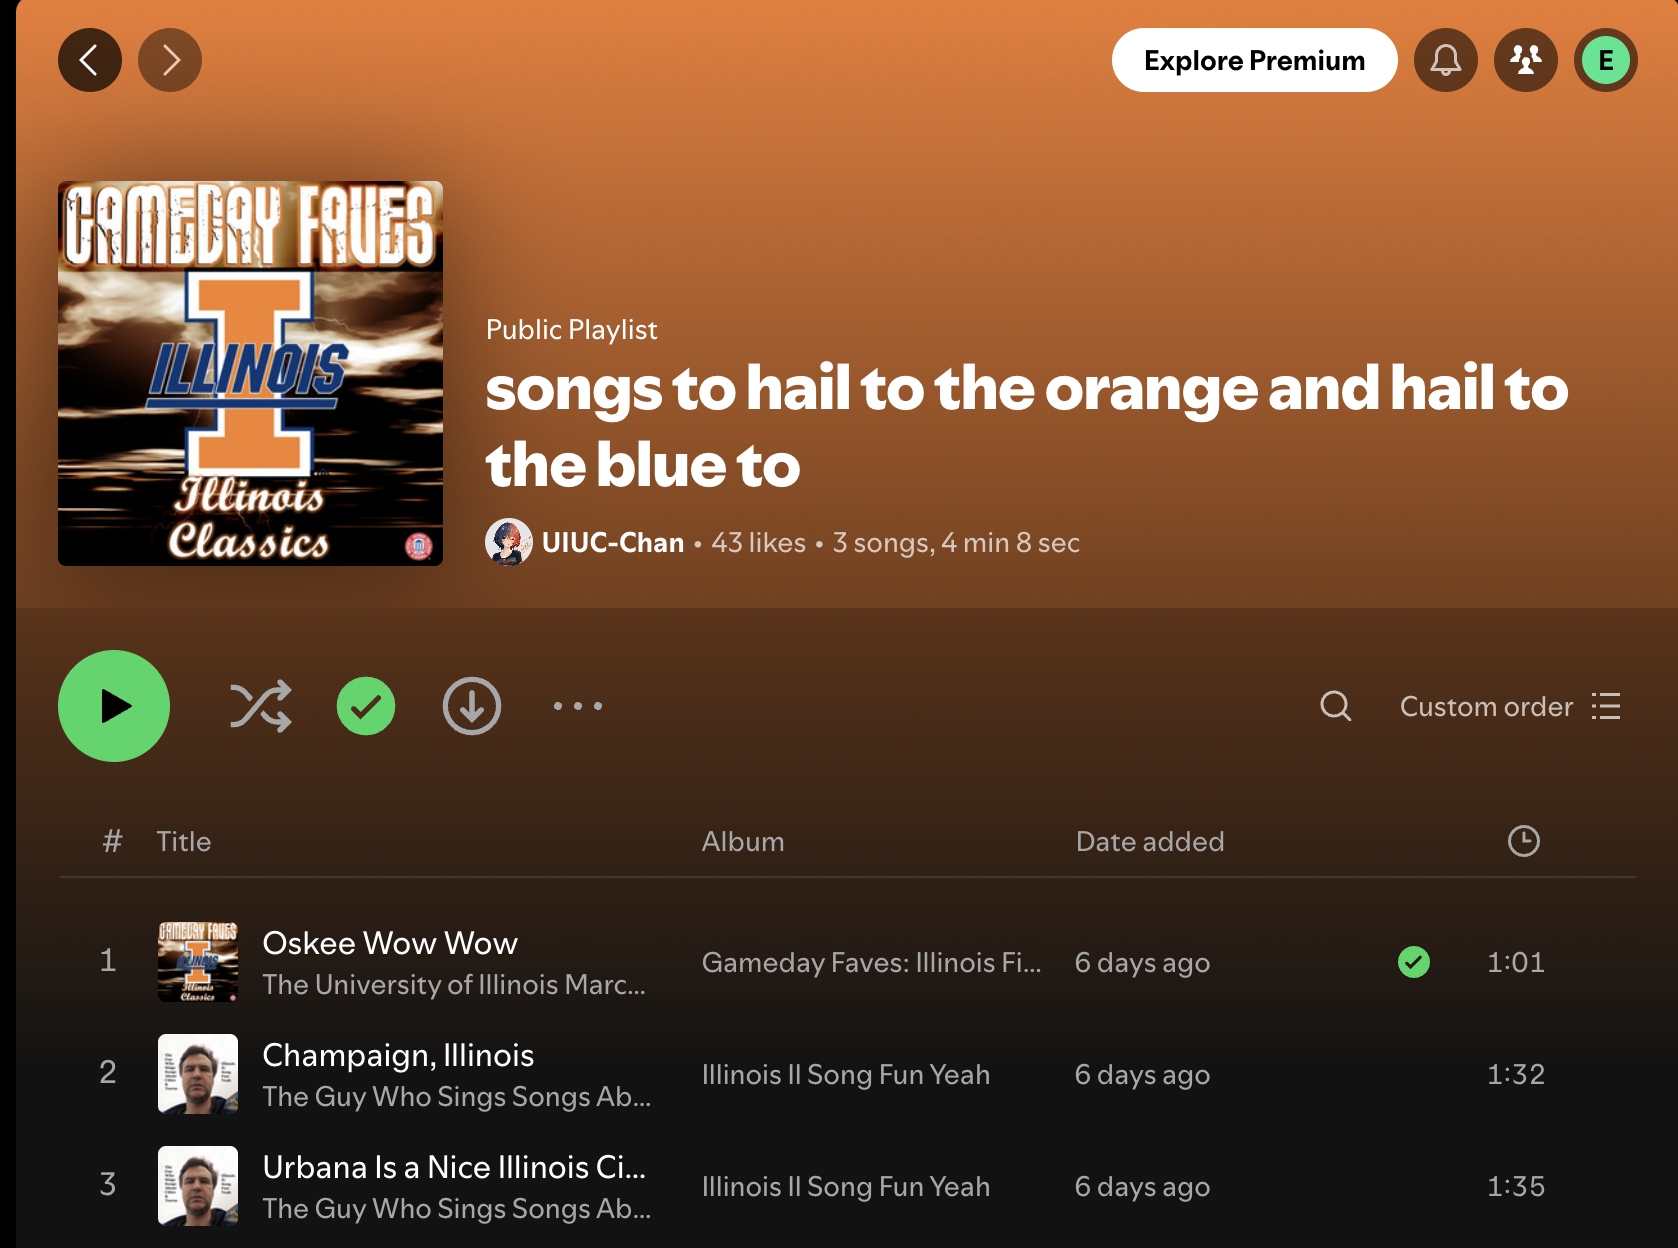 Explore Premium
E
GAMEDAY FAVES
ILLINOIS
Illinois
Classics
Public Playlist
songs to hail to the orange and hail to
the blue to
UIUC-Chan • 43 likes • 3 songs, 4 min 8 sec
Custom order
# Title Album Date added
1 Oskee Wow Wow Gameday Faves: Illinois Fi... 6 days ago 1:01
The University of Illinois Marc...
GAMEDAY FAVES
ILLINOIS
Illinois
Classics
2 Champaign, Illinois Illinois II Song Fun Yeah 6 days ago 1:32
The Guy Who Sings Songs Ab...
3 Urbana Is a Nice Illinois Ci... Illinois II Song Fun Yeah 6 days ago 1:35
The Guy Who Sings Songs Ab...